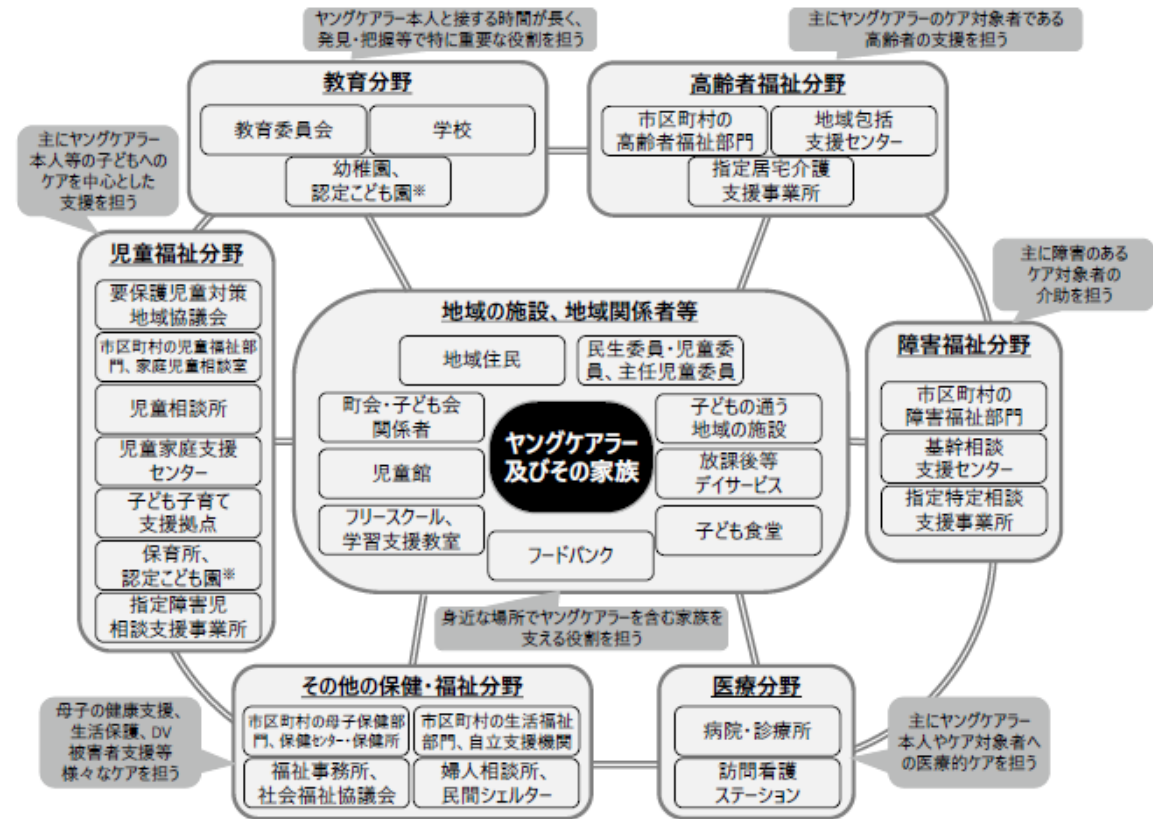 ヤングケアラー本人と接する時間が長く、
発見・把握等で特に重要な役割を担う
主にヤングケアラーのケア対象者である
高齢者の支援を担う
教育分野
教育委員会
学校
幼稚園、
認定こども園※
高齢者福祉分野
市区町村の
高齢者福祉部門
地域包括
支援センター
指定居宅介護
支援事業所
主にヤングケアラー
本人等の子どもへの
ケアを中心とした
支援を担う
児童福祉分野
要保護児童対策
地域協議会
市区町村の児童福祉部
門、家庭児童相談室
児童相談所
児童家庭支援
センター
子ども子育て
支援拠点
保育所、
認定こども園※
指定障害児
相談支援事業所
地域の施設、地域関係者等
地域住民
民生委員・児童委
員、主任児童委員
町会・子ども会
関係者
児童館
フリースクール、
学習支援教室
ヤングケアラー
及びその家族
子どもの通う
地域の施設
放課後等
デイサービス
子ども食堂
フードバンク
身近な場所でヤングケアラーを含む家族を
支える役割を担う
主に障害のある
ケア対象者の
介助を担う
障害福祉分野
市区町村の
障害福祉部門
基幹相談
支援センター
指定特定相談
支援事業所
母子の健康支援、
生活保護、DV
被害者支援等
様々なケアを担う
その他の保健・福祉分野
市区町村の母子保健部
門、保健センター・保健所
市区町村の生活福祉
部門、自立支援機関
福祉事務所、
社会福祉協議会
婦人相談所、
民間シェルター
医療分野
病院・診療所
訪問看護
ステーション
主にヤングケアラー
本人やケア対象者へ
の医療的ケアを担う